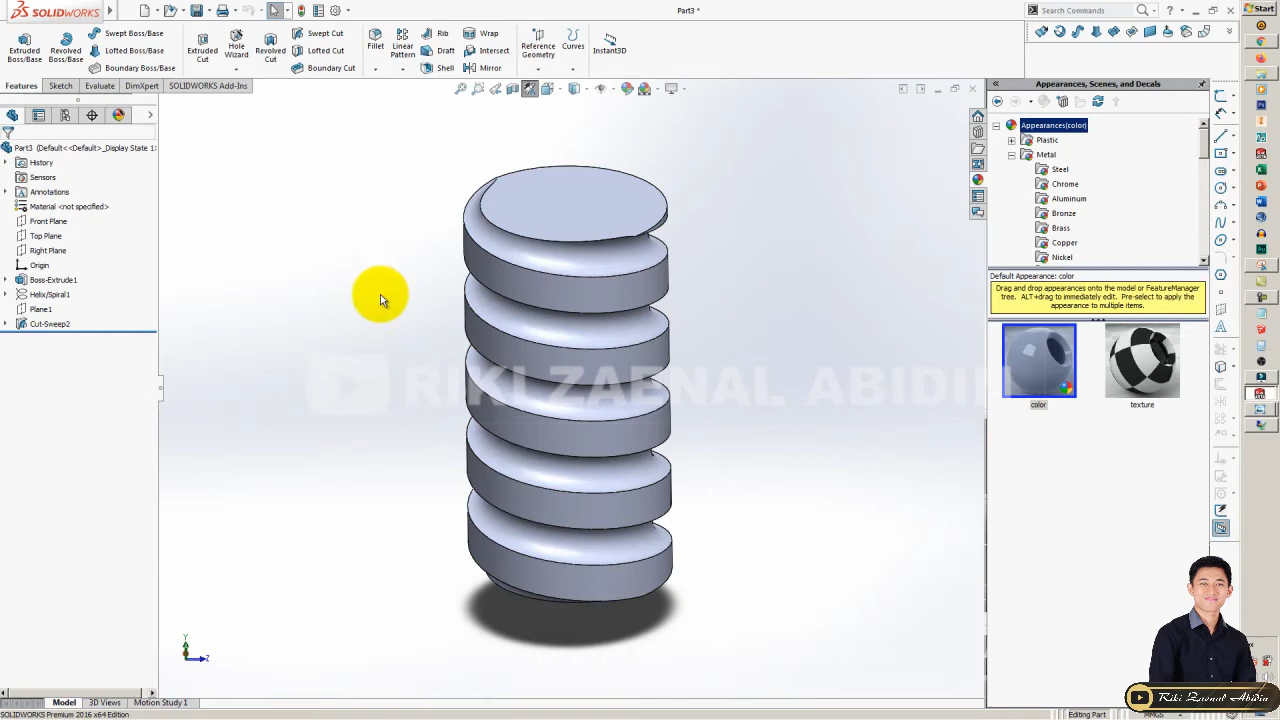 SOLIDWORKS
Part3 *
Search Commands
Start
Extruded Boss/Base
Revolved Boss/Base
Swept Boss/Base
Lofted Boss/Base
Boundary Boss/Base
Extruded Cut
Hole Wizard
Revolved Cut
Swept Cut
Lofted Cut
Boundary Cut
Fillet
Linear Pattern
Rib
Draft
Shell
Wrap
Intersect
Mirror
Reference Geometry
Curves
Instant3D
Features
Sketch
Evaluate
DimXpert
SOLIDWORKS Add-Ins
Part3 (Default<<Default>_Display State 1
History
Sensors
Annotations
Material <not specified>
Front Plane
Top Plane
Right Plane
Origin
Boss-Extrude1
Helix/Spiral1
Plane1
Cut-Sweep2
Appearances, Scenes, and Decals
Appearances(color)
Plastic
Metal
Steel
Chrome
Aluminum
Bronze
Brass
Copper
Nickel
Default Appearance: color
Drag and drop appearances onto the model or FeatureManager
tree. ALT+drag to immediately edit. Pre-select to apply the
appearance to multiple items.
color
texture
RIKI ZAENAL ABIDIN
Y
Z
Model
3D Views
Motion Study 1
SOLIDWORKS Premium 2016 x64 Edition
Editing Part
MMGS
Riki Zaenal Abidin